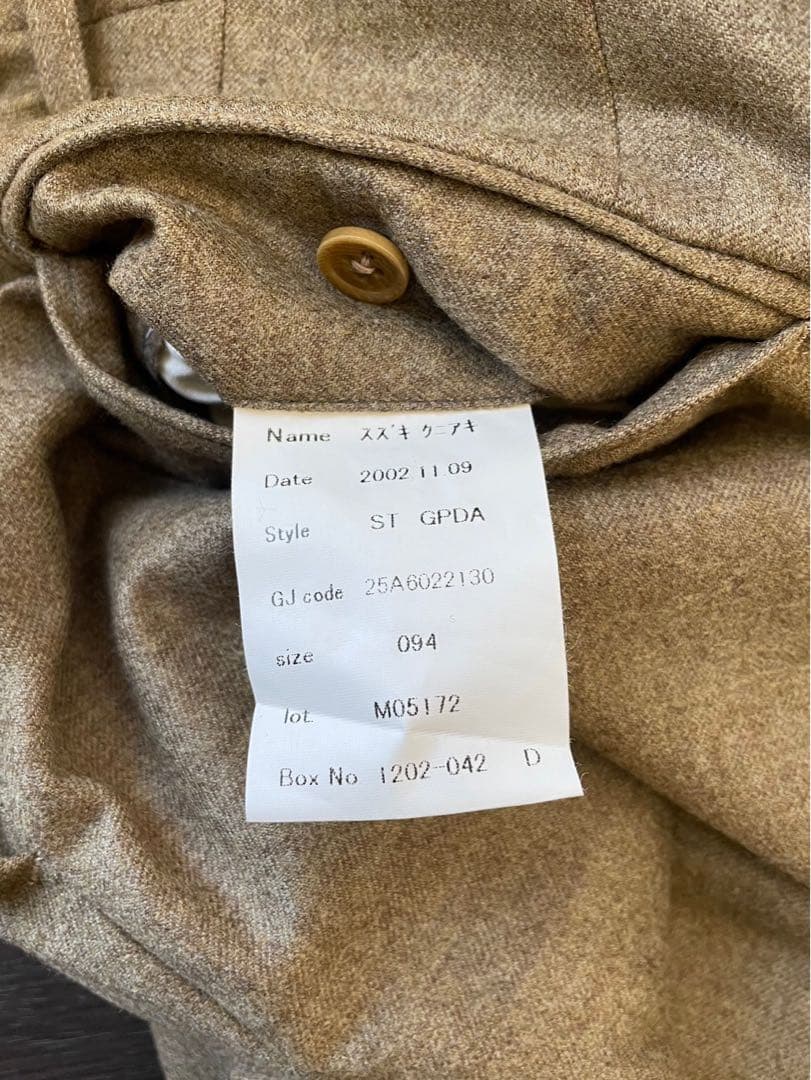 Name スズキ クニアキ
Date 2002 11.09
Style ST GPDA
GJ code 25A6022130
size 094
lot. M05172
Box No 1202-042 D